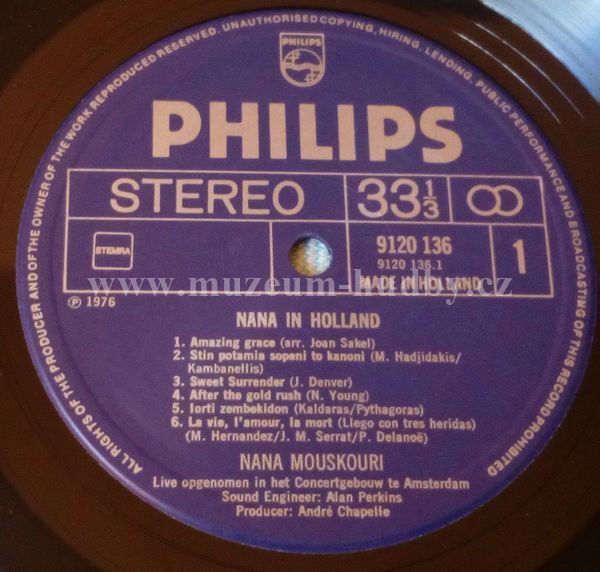 ALL RIGHTS OF THE PRODUCER AND OF THE OWNER OF THE WORK REPRODUCED RESERVED. UNAUTHORISED COPYING, HIRING, LENDING, PUBLIC PERFORMANCE AND BROADCASTING OF THIS RECORD PROHIBITED
PHILIPS
PHILIPS
STEREO 33⅓
STEMRA
9120 136
9120 136.1
1
MADE IN HOLLAND
www.muzeum-hudby.cz
℗ 1976
NANA IN HOLLAND
1. Amazing grace (arr. Joan Sakel)
2. Stin potamia sopeni to kanoni (M. Hadjidakis/
Kambanellis)
3. Sweet Surrender (J. Denver)
4. After the gold rush (N. Young)
5. Iorti zembekidon (Kaldaras/Pythagoras)
6. La vie, l'amour, la mort (Llego con tres heridas)
(M. Hernandez/J. M. Serrat/P. Delanoë)
NANA MOUSKOURI
Live opgenomen in het Concertgebouw te Amsterdam
Sound Engineer: Alan Perkins
Producer: André Chapelle